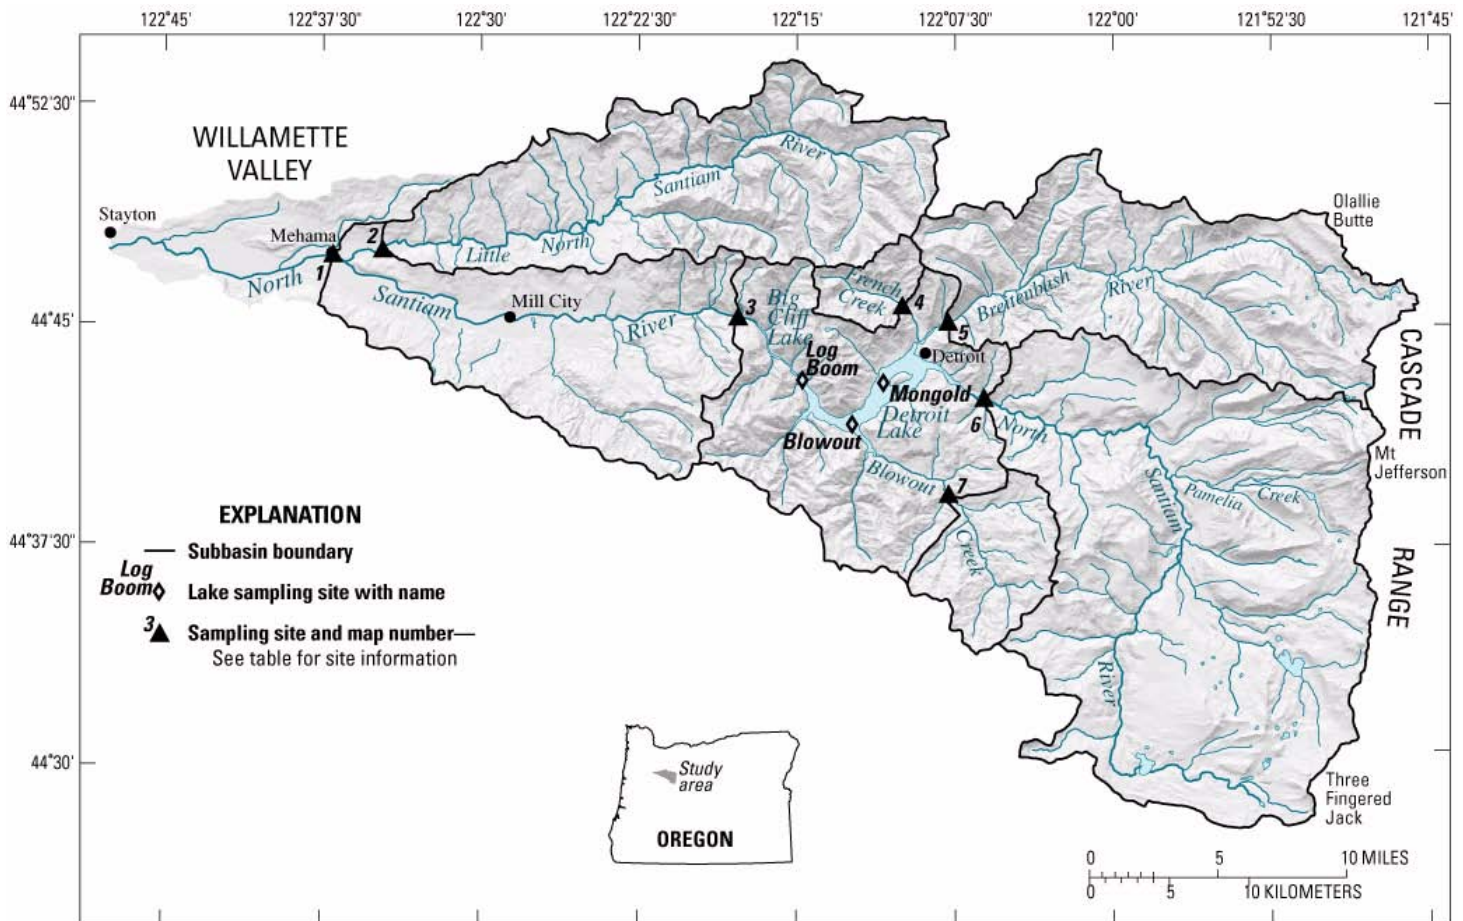 122°45' 122°37'30" 122°30' 122°22'30" 122°15' 122°07'30" 122°00' 121°52'30" 121°45'
44°52'30"
WILLAMETTE
VALLEY
River
Santiam
Olallie
Butte
Stayton
Mehama
2
Little
North
1
North
Santiam
Mill City
River
3
Big
Cliff
Lake
French
Creek
4
5
Breitenbush
River
44°45'
Detroit
Log
Boom
Mongold
Detroit
Lake
6
North
Blowout
Blowout
7
Creek
Santiam
Pamelia
Creek
River
CASCADE
RANGE
Mt
Jefferson
44°37'30"
EXPLANATION
Subbasin boundary
Log
Boom
Lake sampling site with name
3
Sampling site and map number—
See table for site information
44°30'
Study
area
OREGON
Three
Fingered
Jack
0 5 10 MILES
0 5 10 KILOMETERS